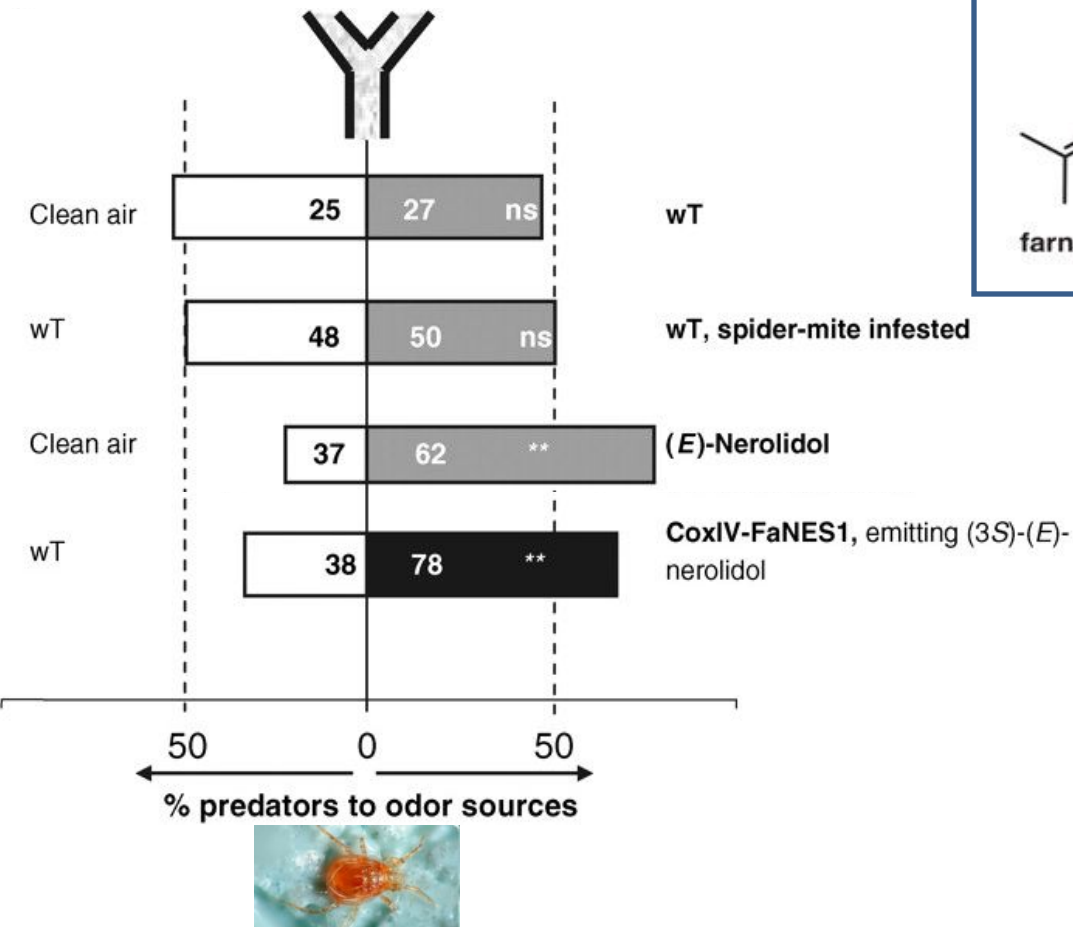 Clean air 25 27 ns wT
wT 48 50 ns wT, spider-mite infested
Clean air 37 62 ** (E)-Nerolidol
wT 38 78 ** CoxIV-FaNES1, emitting (3S)-(E)-
nerolidol
farn
50 0 50
% predators to odor sources